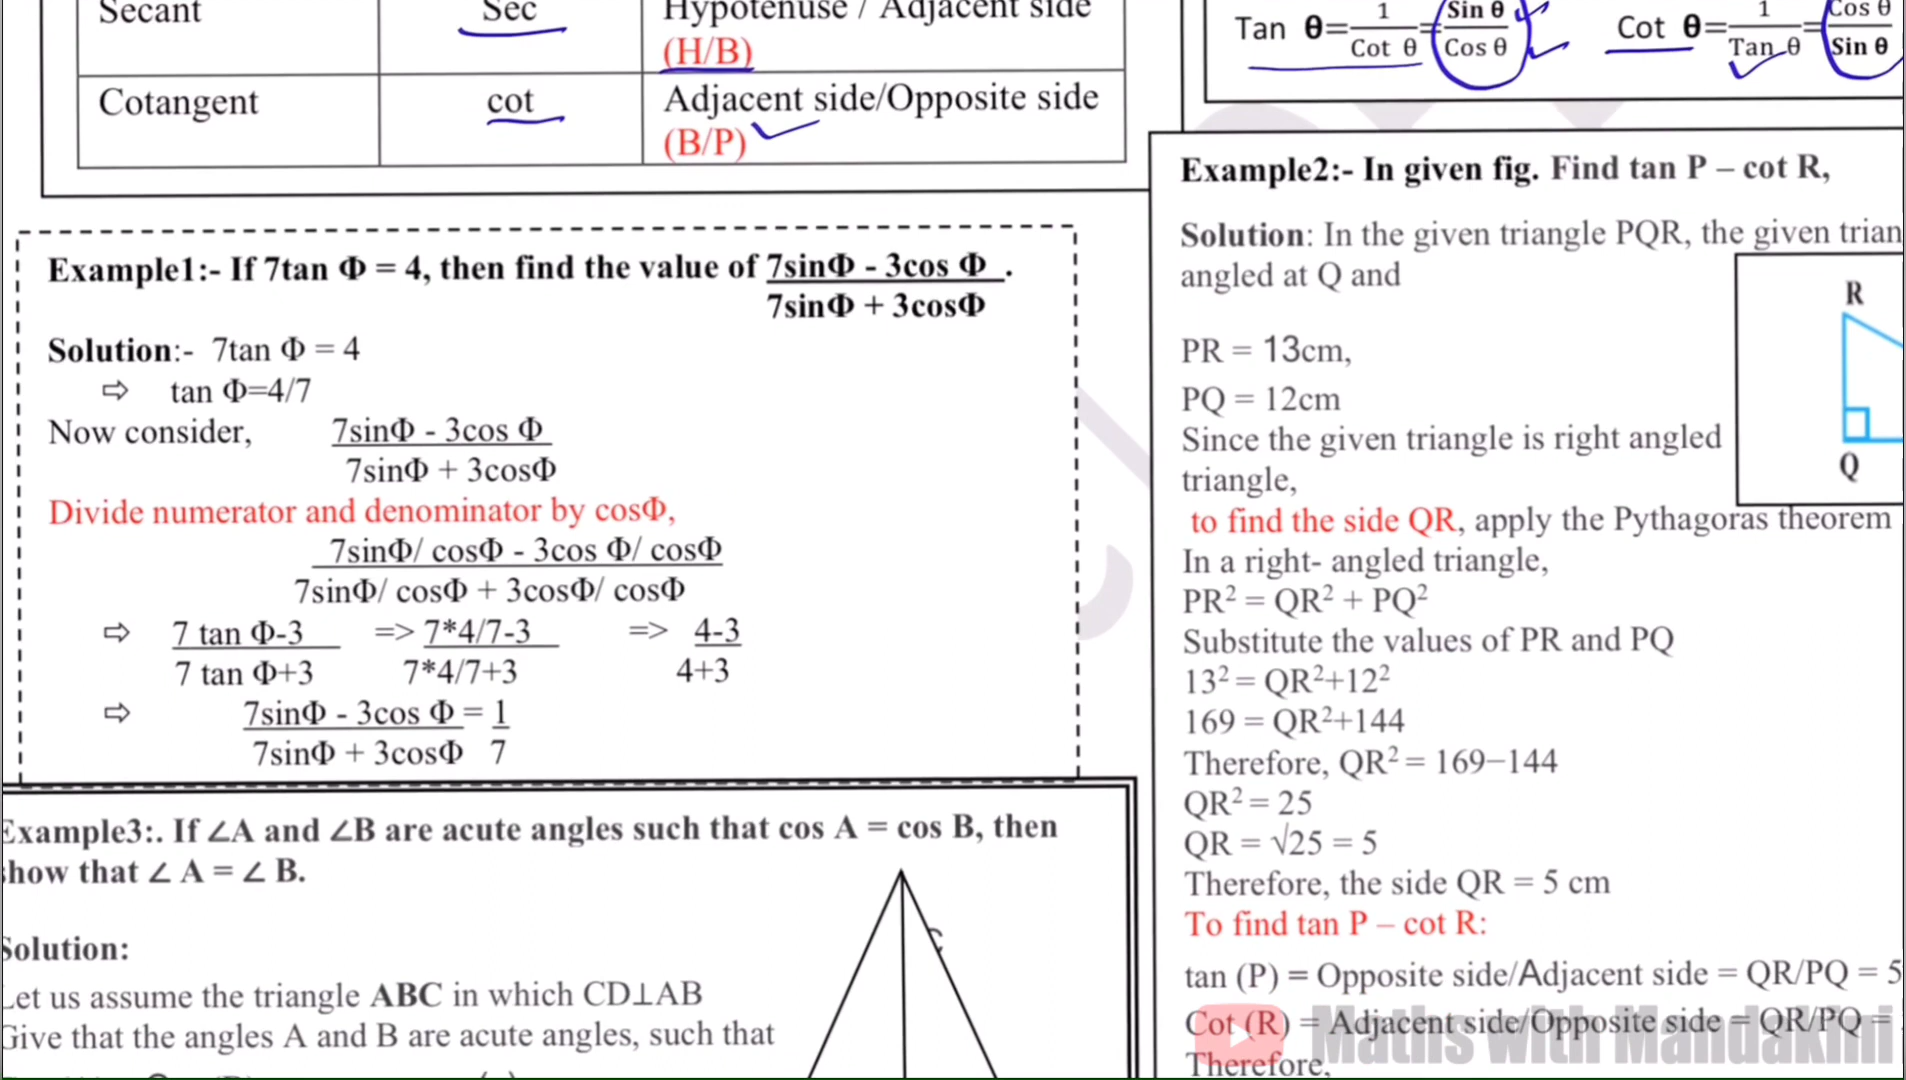 Secant Sec Hypotenuse / Adjacent side
(H/B)
Cotangent cot Adjacent side/Opposite side
(B/P)
Tan θ=1/Cot θ=Sin θ/Cos θ Cot θ=1/Tan θ=Cos θ/Sin θ
Example1:- If 7tan Φ = 4, then find the value of 7sinΦ - 3cos Φ .
7sinΦ + 3cosΦ
Solution:- 7tan Φ = 4
⇨ tan Φ=4/7
Now consider, 7sinΦ - 3cos Φ
7sinΦ + 3cosΦ
Divide numerator and denominator by cosΦ,
7sinΦ/ cosΦ - 3cos Φ/ cosΦ
7sinΦ/ cosΦ + 3cosΦ/ cosΦ
⇨ 7 tan Φ-3 => 7*4/7-3 => 4-3
7 tan Φ+3 7*4/7+3 4+3
⇨ 7sinΦ - 3cos Φ = 1
7sinΦ + 3cosΦ 7
Example3:. If ∠A and ∠B are acute angles such that cos A = cos B, then
show that ∠ A = ∠ B.
Solution:
Let us assume the triangle ABC in which CD⊥AB
Give that the angles A and B are acute angles, such that
C
Example2:- In given fig. Find tan P – cot R,
Solution: In the given triangle PQR, the given trian
angled at Q and
PR = 13cm,
PQ = 12cm
Since the given triangle is right angled
triangle,
to find the side QR, apply the Pythagoras theorem
In a right- angled triangle,
PR² = QR² + PQ²
Substitute the values of PR and PQ
13² = QR²+12²
169 = QR²+144
Therefore, QR² = 169−144
QR² = 25
QR = √25 = 5
Therefore, the side QR = 5 cm
To find tan P – cot R:
tan (P) = Opposite side/Adjacent side = QR/PQ = 5
Cot (R) = Adjacent side/Opposite side = QR/PQ =
Therefore,
R
Q
Maths with Mandakini